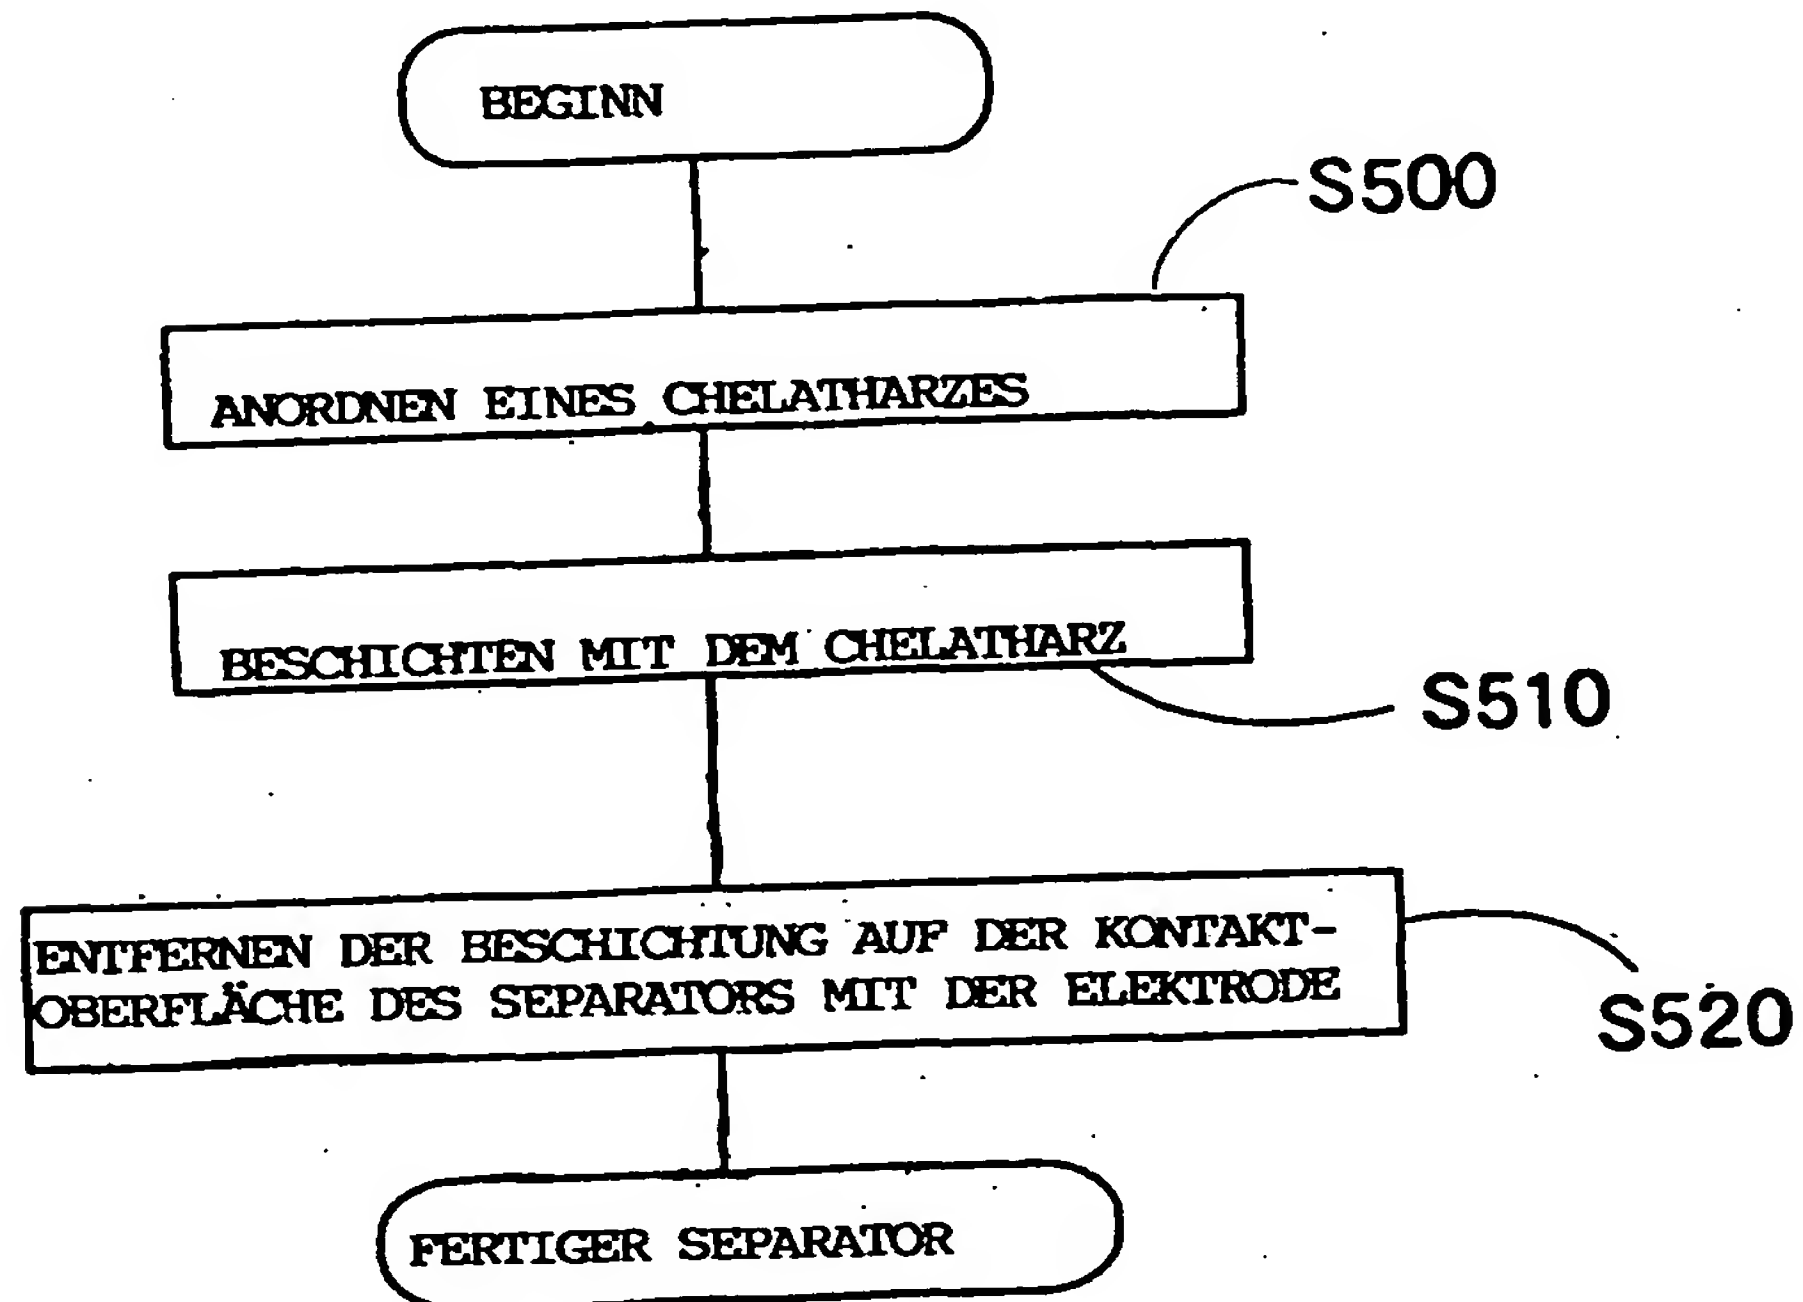 BEGINN
S500
ANORDNEN EINES CHELATHARZES
BESCHICHTEN MIT DEM CHELATHARZ
S510
ENTFERNEN DER BESCHICHTUNG AUF DER KONTAKT-
OBERFLÄCHE DES SEPARATORS MIT DER ELEKTRODE
S520
FERTIGER SEPARATOR